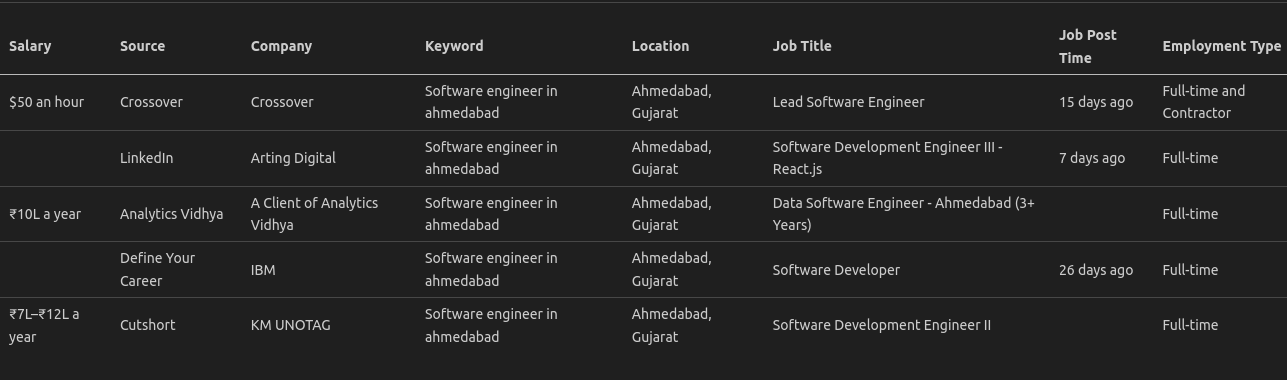 Salary Source Company Keyword Location Job Title Job Post Time Employment Type
$50 an hour Crossover Crossover Software engineer in ahmedabad Ahmedabad, Gujarat Lead Software Engineer 15 days ago Full-time and Contractor
LinkedIn Arting Digital Software engineer in ahmedabad Ahmedabad, Gujarat Software Development Engineer III - React.js 7 days ago Full-time
₹10L a year Analytics Vidhya A Client of Analytics Vidhya Software engineer in ahmedabad Ahmedabad, Gujarat Data Software Engineer - Ahmedabad (3+ Years) Full-time
Define Your Career IBM Software engineer in ahmedabad Ahmedabad, Gujarat Software Developer 26 days ago Full-time
₹7L–₹12L a year Cutshort KM UNOTAG Software engineer in ahmedabad Ahmedabad, Gujarat Software Development Engineer II Full-time